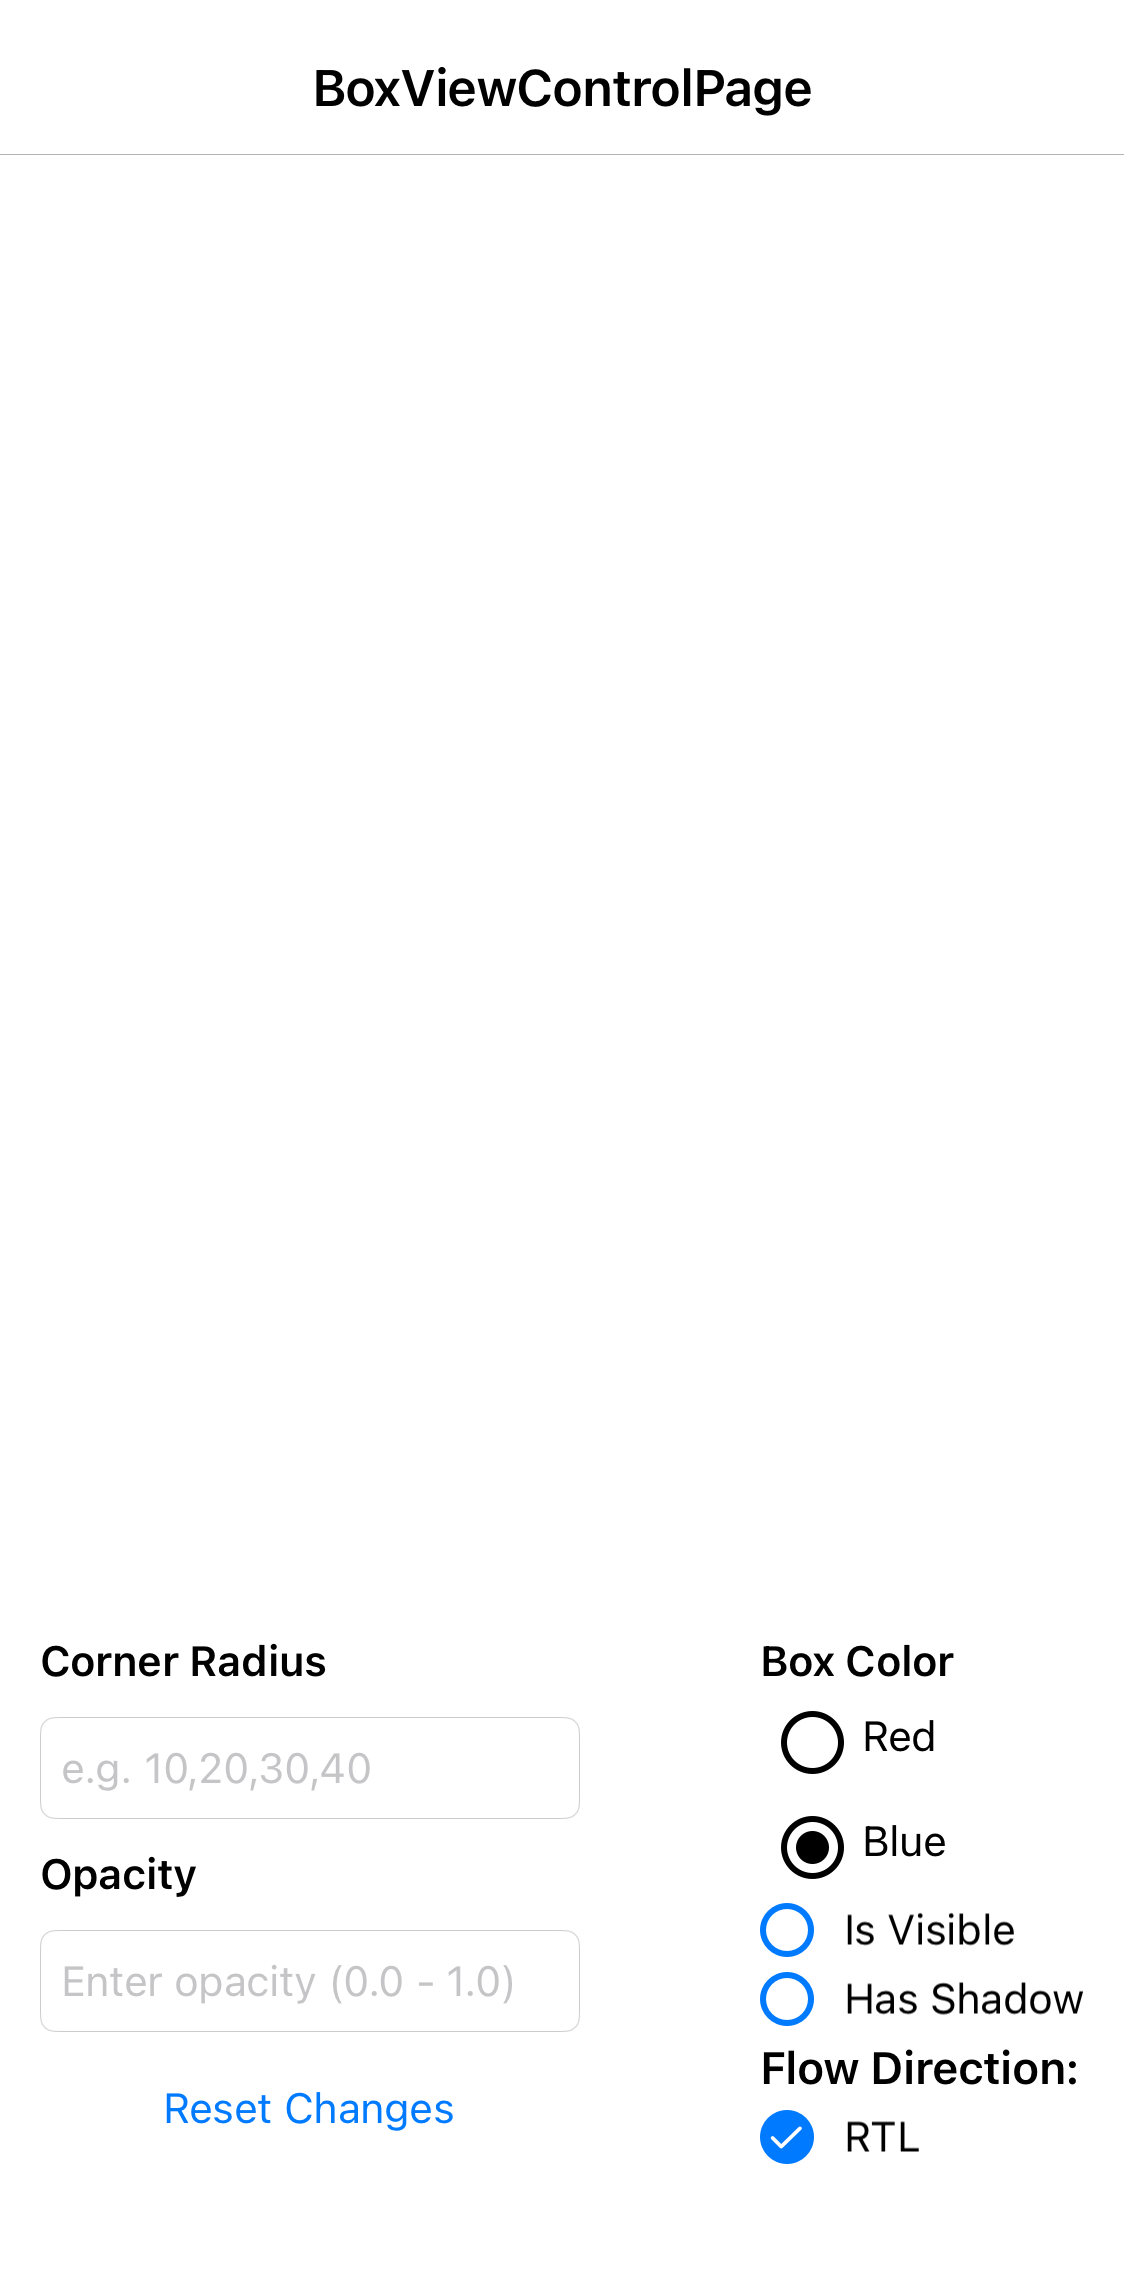 BoxViewControlPage
Corner Radius
e.g. 10,20,30,40
Opacity
Enter opacity (0.0 - 1.0)
Reset Changes
Box Color
Red
Blue
Is Visible
Has Shadow
Flow Direction:
RTL